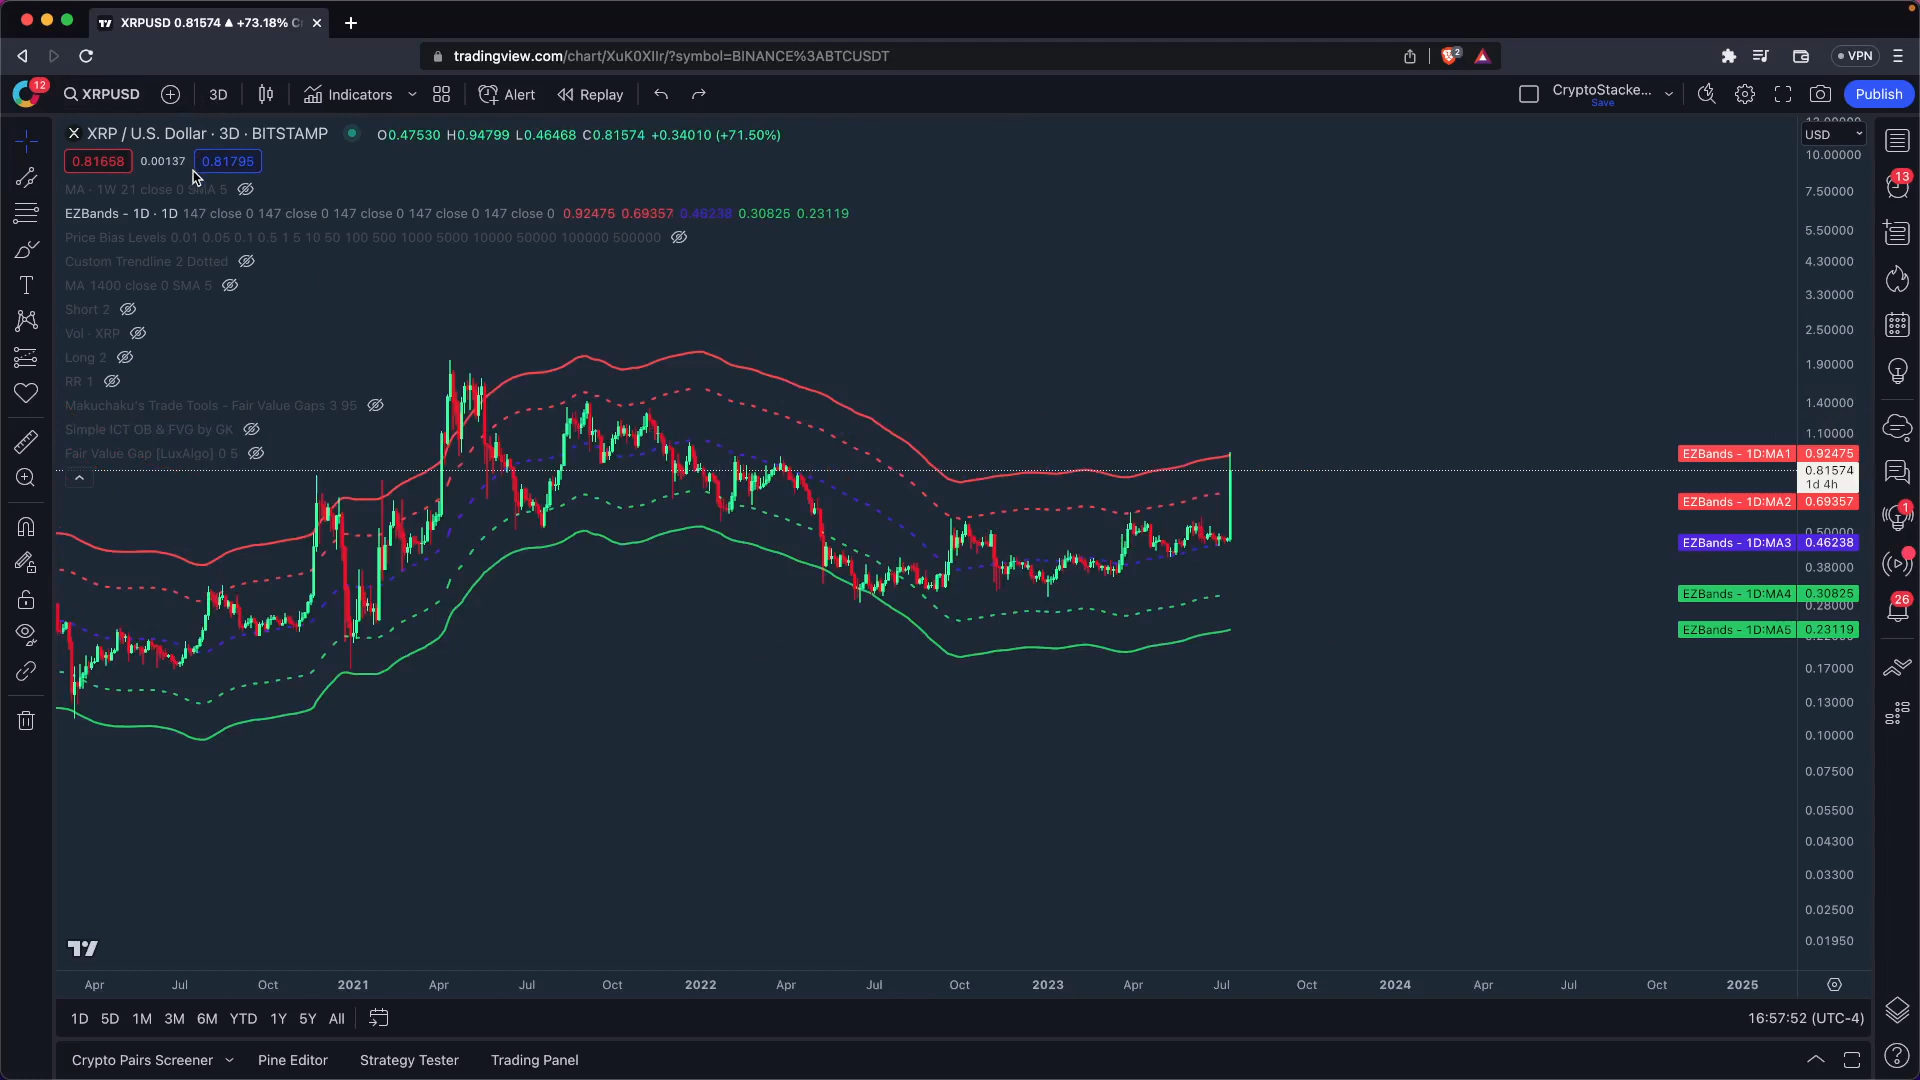 XRPUSD 0.81574 ▲ +73.18% C
tradingview.com/chart/XuK0XIIr/?symbol=BINANCE%3ABTCUSDT
2
VPN
12
XRPUSD
3D
Indicators
Alert
Replay
CryptoStacke...
Save
Publish
XRP / U.S. Dollar · 3D · BITSTAMP
O0.47530 H0.94799 L0.46468 C0.81574 +0.34010 (+71.50%)
USD
0.81658
0.00137
0.81795
MA · 1W 21 close 0 SMA 5
EZBands - 1D · 1D 147 close 0 147 close 0 147 close 0 147 close 0 147 close 0 0.92475 0.69357 0.46238 0.30825 0.23119
Price Bias Levels 0.01 0.05 0.1 0.5 1 5 10 50 100 500 1000 5000 10000 50000 100000 500000
Custom Trendline 2 Dotted
MA 1400 close 0 SMA 5
Short 2
Vol · XRP
Long 2
RR 1
Makuchaku's Trade Tools - Fair Value Gaps 3 95
Simple ICT OB & FVG by GK
Fair Value Gap [LuxAlgo] 0 5
10.00000
7.50000
5.50000
4.30000
3.30000
2.50000
1.90000
1.40000
1.10000
EZBands - 1D:MA1 0.92475
0.81574
1d 4h
EZBands - 1D:MA2 0.69357
0.50000
EZBands - 1D:MA3 0.46238
0.38000
EZBands - 1D:MA4 0.30825
0.28000
EZBands - 1D:MA5 0.23119
0.17000
0.13000
0.10000
0.07500
0.05500
0.04300
0.03300
0.02500
0.01950
13
1
26
Apr Jul Oct 2021 Apr Jul Oct 2022 Apr Jul Oct 2023 Apr Jul Oct 2024 Apr Jul Oct 2025
1D 5D 1M 3M 6M YTD 1Y 5Y All
16:57:52 (UTC-4)
Crypto Pairs Screener
Pine Editor
Strategy Tester
Trading Panel